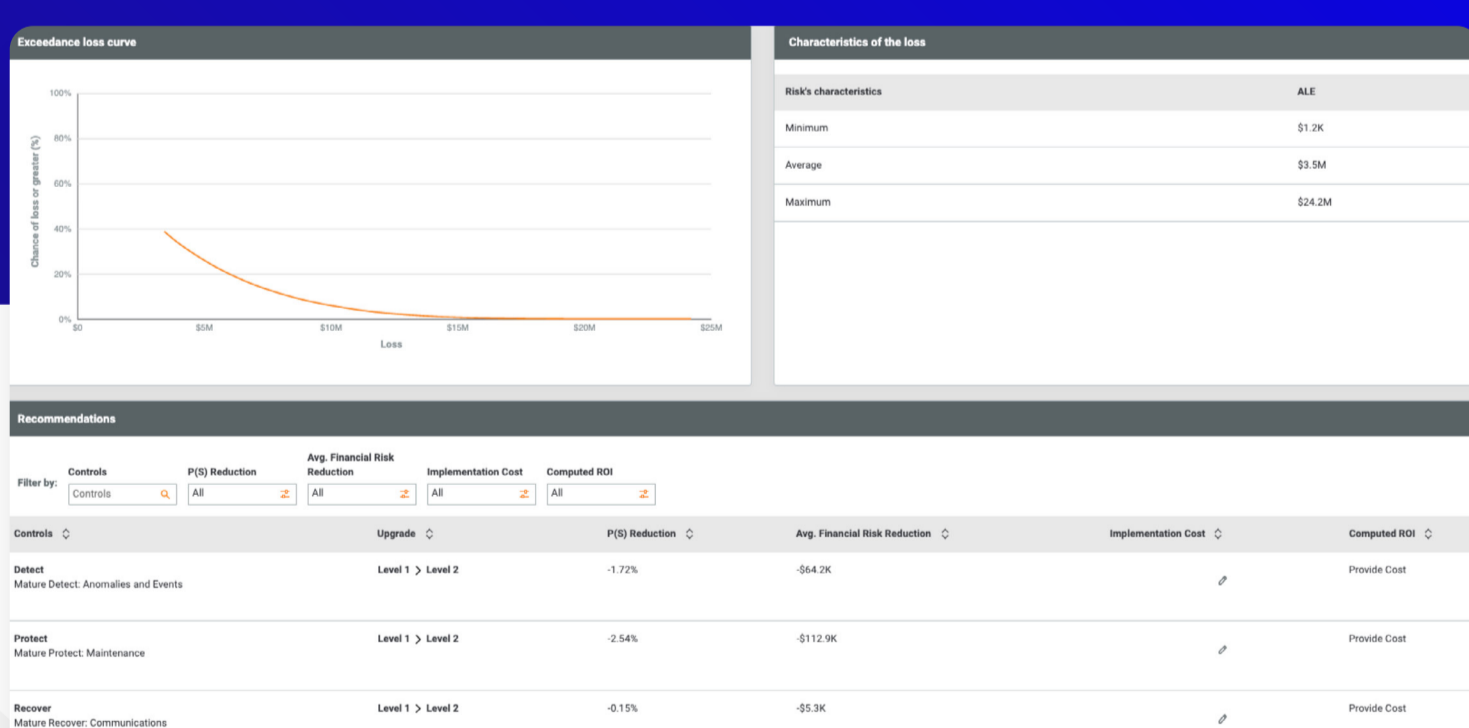 Exceedance loss curve
100%
80%
60%
40%
20%
0%
Chance of loss or greater (%)
$0
$5M
$10M
$15M
$20M
$25M
Loss
Characteristics of the loss
Risk's characteristics ALE
Minimum $1.2K
Average $3.5M
Maximum $24.2M
Recommendations
Filter by:
Controls
Controls
P(S) Reduction
All
Avg. Financial Risk
Reduction
All
Implementation Cost
All
Computed ROI
All
Controls Upgrade P(S) Reduction Avg. Financial Risk Reduction Implementation Cost Computed ROI
Detect Level 1 > Level 2 -1.72% -$64.2K Provide Cost
Mature Detect: Anomalies and Events
Protect Level 1 > Level 2 -2.54% -$112.9K Provide Cost
Mature Protect: Maintenance
Recover Level 1 > Level 2 -0.15% -$5.3K Provide Cost
Mature Recover: Communications